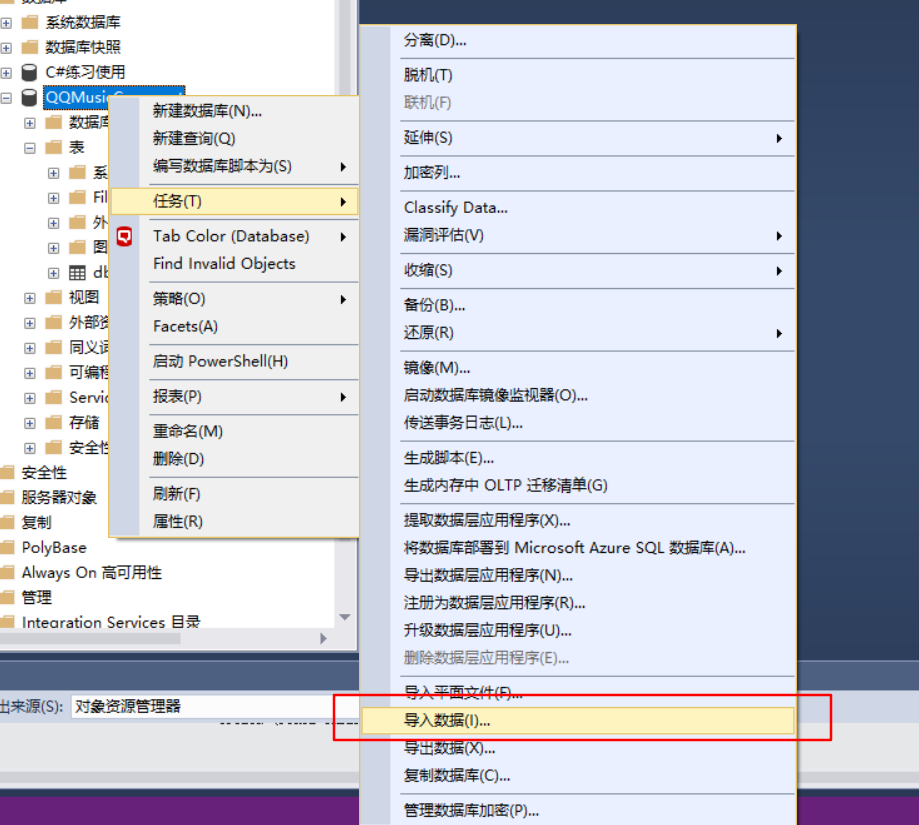 系统数据库
数据库快照
C#练习使用
QQMusic
数据库
表
系
Fil
外
图
db
视图
外部资
同义词
可编程
Servic
存储
安全性
安全性
服务器对象
复制
PolyBase
Always On 高可用性
管理
Integration Services 目录
新建数据库(N)...
新建查询(Q)
编写数据库脚本为(S)
任务(T)
Tab Color (Database)
Find Invalid Objects
策略(O)
Facets(A)
启动 PowerShell(H)
报表(P)
重命名(M)
删除(D)
刷新(F)
属性(R)
分离(D)...
脱机(T)
联机(F)
延伸(S)
加密列...
Classify Data...
漏洞评估(V)
收缩(S)
备份(B)...
还原(R)
镜像(M)...
启动数据库镜像监视器(O)...
传送事务日志(L)...
生成脚本(E)...
生成内存中 OLTP 迁移清单(G)
提取数据层应用程序(X)...
将数据库部署到 Microsoft Azure SQL 数据库(A)...
导出数据层应用程序(N)...
注册为数据层应用程序(R)...
升级数据层应用程序(U)...
删除数据层应用程序(E)...
导入平面文件(F)...
导入数据(I)...
导出数据(X)...
复制数据库(C)...
管理数据库加密(P)...
出来源(S): 对象资源管理器